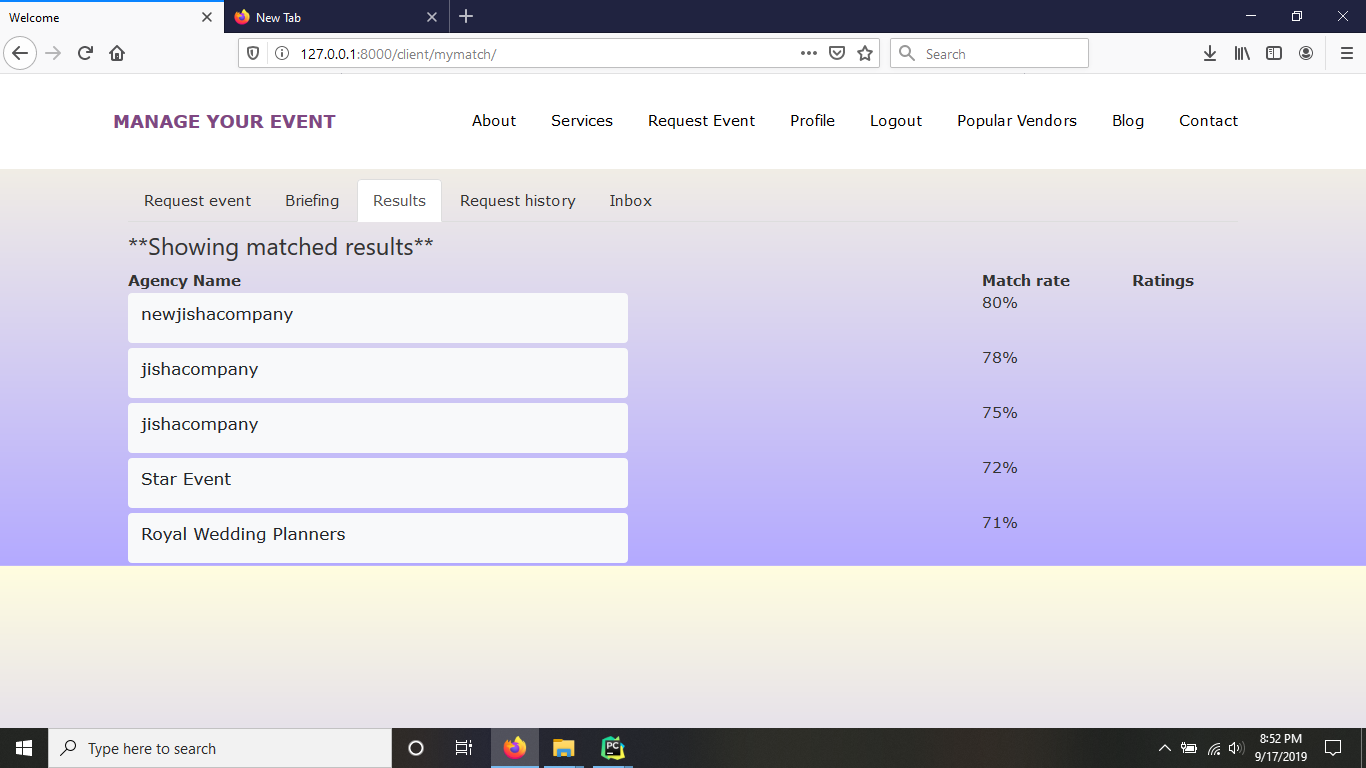 Welcome
New Tab
127.0.0.1:8000/client/mymatch/
Search
MANAGE YOUR EVENT
About Services Request Event Profile Logout Popular Vendors Blog Contact
Request event Briefing Results Request history Inbox
**Showing matched results**
Agency Name Match rate Ratings
newjishacompany 80%
jishacompany 78%
jishacompany 75%
Star Event 72%
Royal Wedding Planners 71%
Type here to search
PC
8:52 PM
9/17/2019